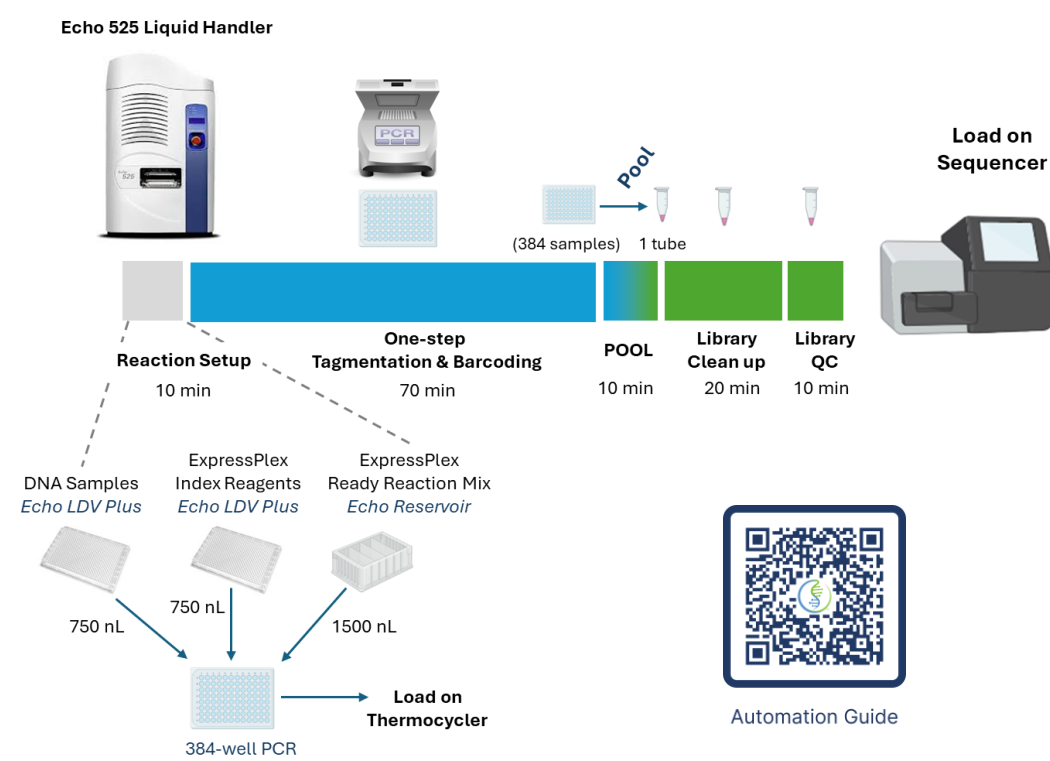 Echo 525 Liquid Handler
PCR
Load on
Sequencer
Pool
(384 samples)
1 tube
Reaction Setup
10 min
One-step
Tagmentation & Barcoding
70 min
POOL
10 min
Library
Clean up
20 min
Library
QC
10 min
DNA Samples
Echo LDV Plus
ExpressPlex
Index Reagents
Echo LDV Plus
ExpressPlex
Ready Reaction Mix
Echo Reservoir
750 nL
750 nL
1500 nL
Load on
Thermocycler
384-well PCR
Automation Guide